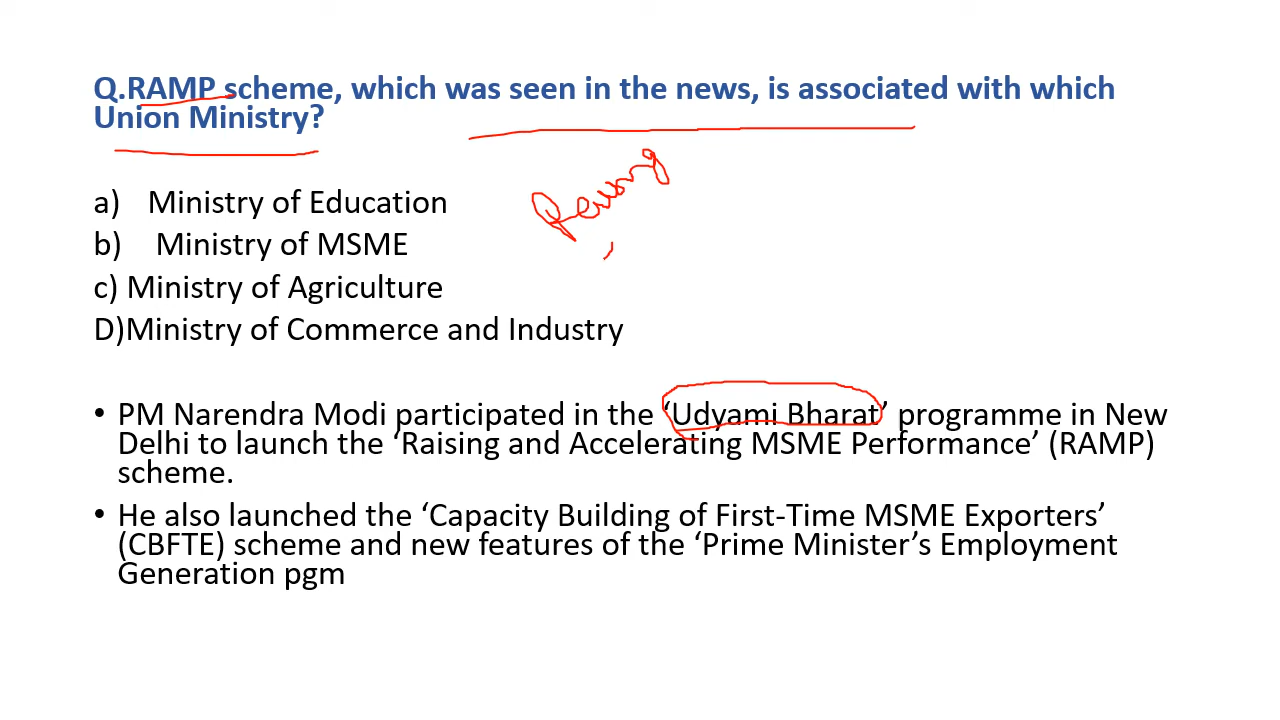 Q.RAMP scheme, which was seen in the news, is associated with which
Union Ministry?
a) Ministry of Education
b) Ministry of MSME
c) Ministry of Agriculture
D)Ministry of Commerce and Industry
• PM Narendra Modi participated in the ‘Udyami Bharat’ programme in New
Delhi to launch the ‘Raising and Accelerating MSME Performance’ (RAMP)
scheme.
• He also launched the ‘Capacity Building of First-Time MSME Exporters’
(CBFTE) scheme and new features of the ‘Prime Minister’s Employment
Generation pgm